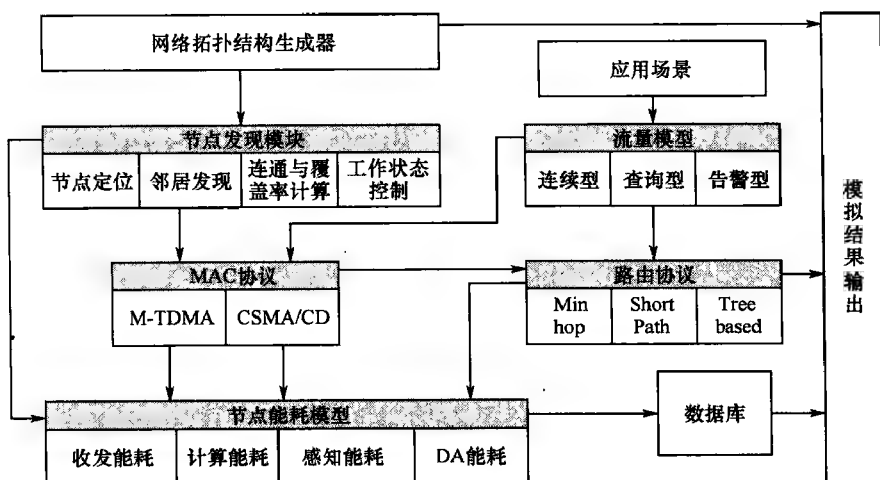 网络拓扑结构生成器
应用场景
节点发现模块
节点定位
邻居发现
连通与覆
盖率计算
工作状态
控制
流量模型
连续型
查询型
告警型
MAC协议
M-TDMA
CSMA/CD
路由协议
Min
hop
Short
Path
Tree
based
节点能耗模型
收发能耗
计算能耗
感知能耗
DA能耗
数据库
模拟结果输出